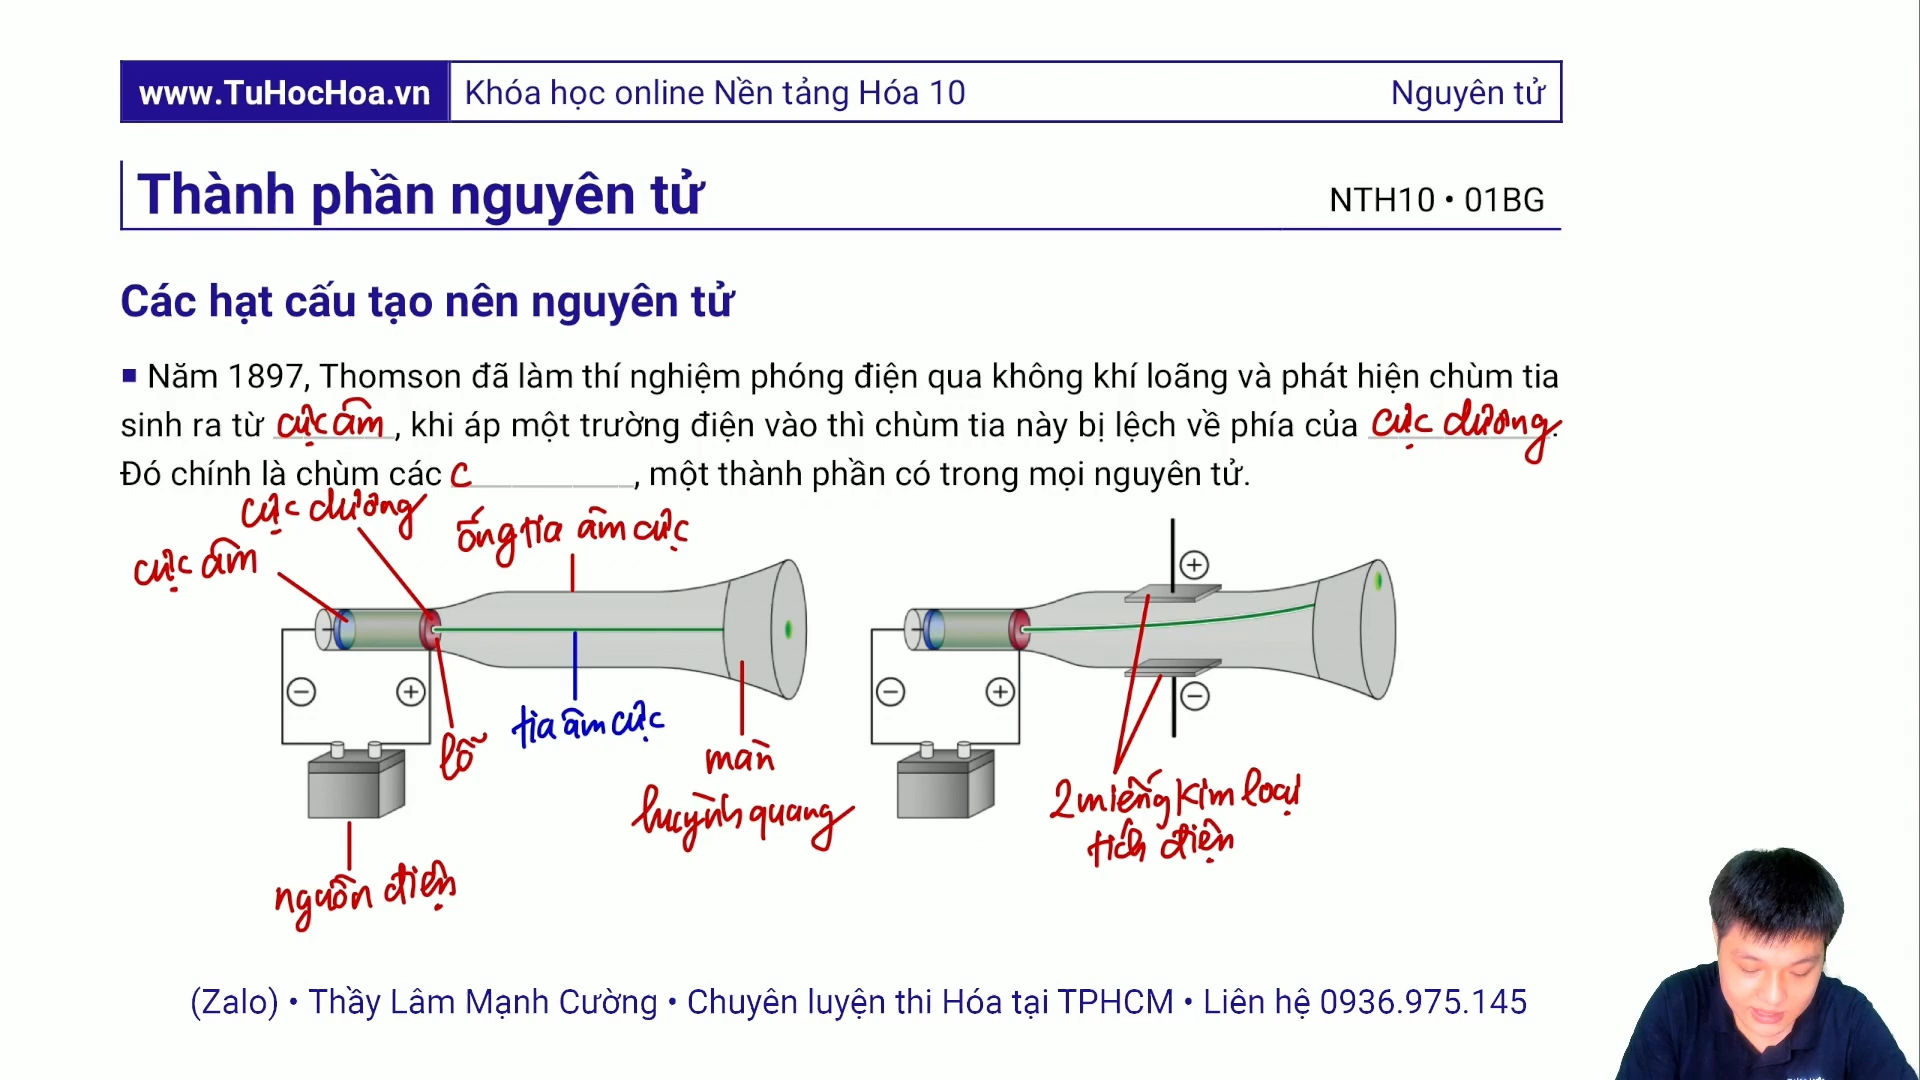 www.TuHocHoa.vn Khóa học online Nền tảng Hóa 10 Nguyên tử
Thành phần nguyên tử NTH10 • 01BG
Các hạt cấu tạo nên nguyên tử
▪ Năm 1897, Thomson đã làm thí nghiệm phóng điện qua không khí loãng và phát hiện chùm tia
sinh ra từ cực âm, khi áp một trường điện vào thì chùm tia này bị lệch về phía của cực dương.
Đó chính là chùm các c__________, một thành phần có trong mọi nguyên tử.
cực dương
ống tia âm cực
cực âm
+
− + − + −
tia âm cực
lỗ
màn
huỳnh quang
2 miếng kim loại
tích điện
nguồn điện
(Zalo) • Thầy Lâm Mạnh Cường • Chuyên luyện thi Hóa tại TPHCM • Liên hệ 0936.975.145